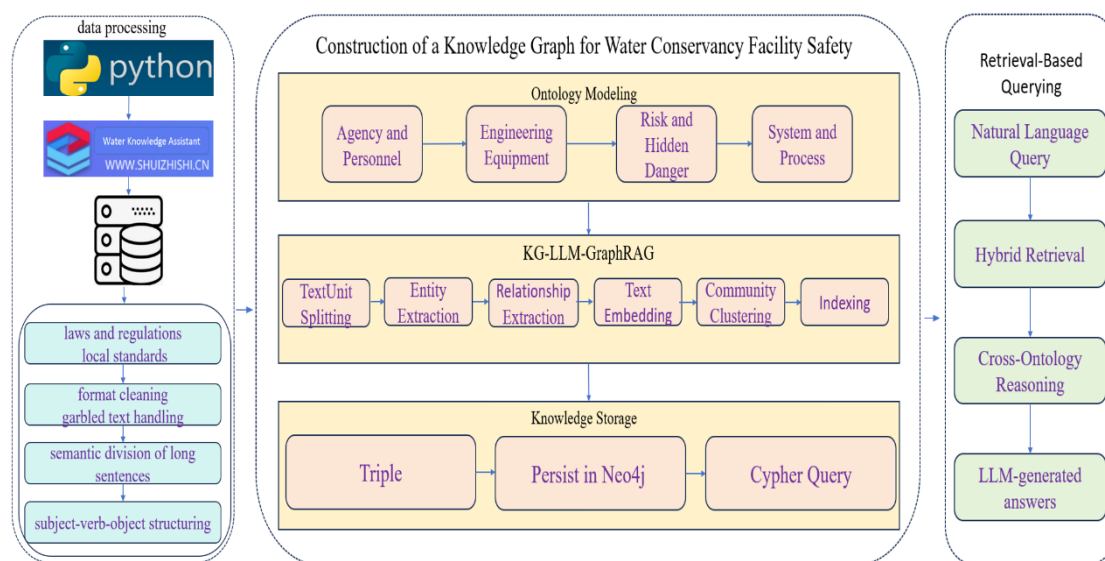 data processing
python
Water Knowledge Assistant
WWW.SHUIZHISHI.CN
laws and regulations
local standards
format cleaning
garbled text handling
semantic division of long
sentences
subject-verb-object structuring
Construction of a Knowledge Graph for Water Conservancy Facility Safety
Ontology Modeling
Agency and
Personnel
Engineering
Equipment
Risk and
Hidden
Danger
System and
Process
KG-LLM-GraphRAG
TextUnit
Splitting
Entity
Extraction
Relationship
Extraction
Text
Embedding
Community
Clustering
Indexing
Knowledge Storage
Triple
Persist in Neo4j
Cypher Query
Retrieval-Based
Querying
Natural Language
Query
Hybrid Retrieval
Cross-Ontology
Reasoning
LLM-generated
answers